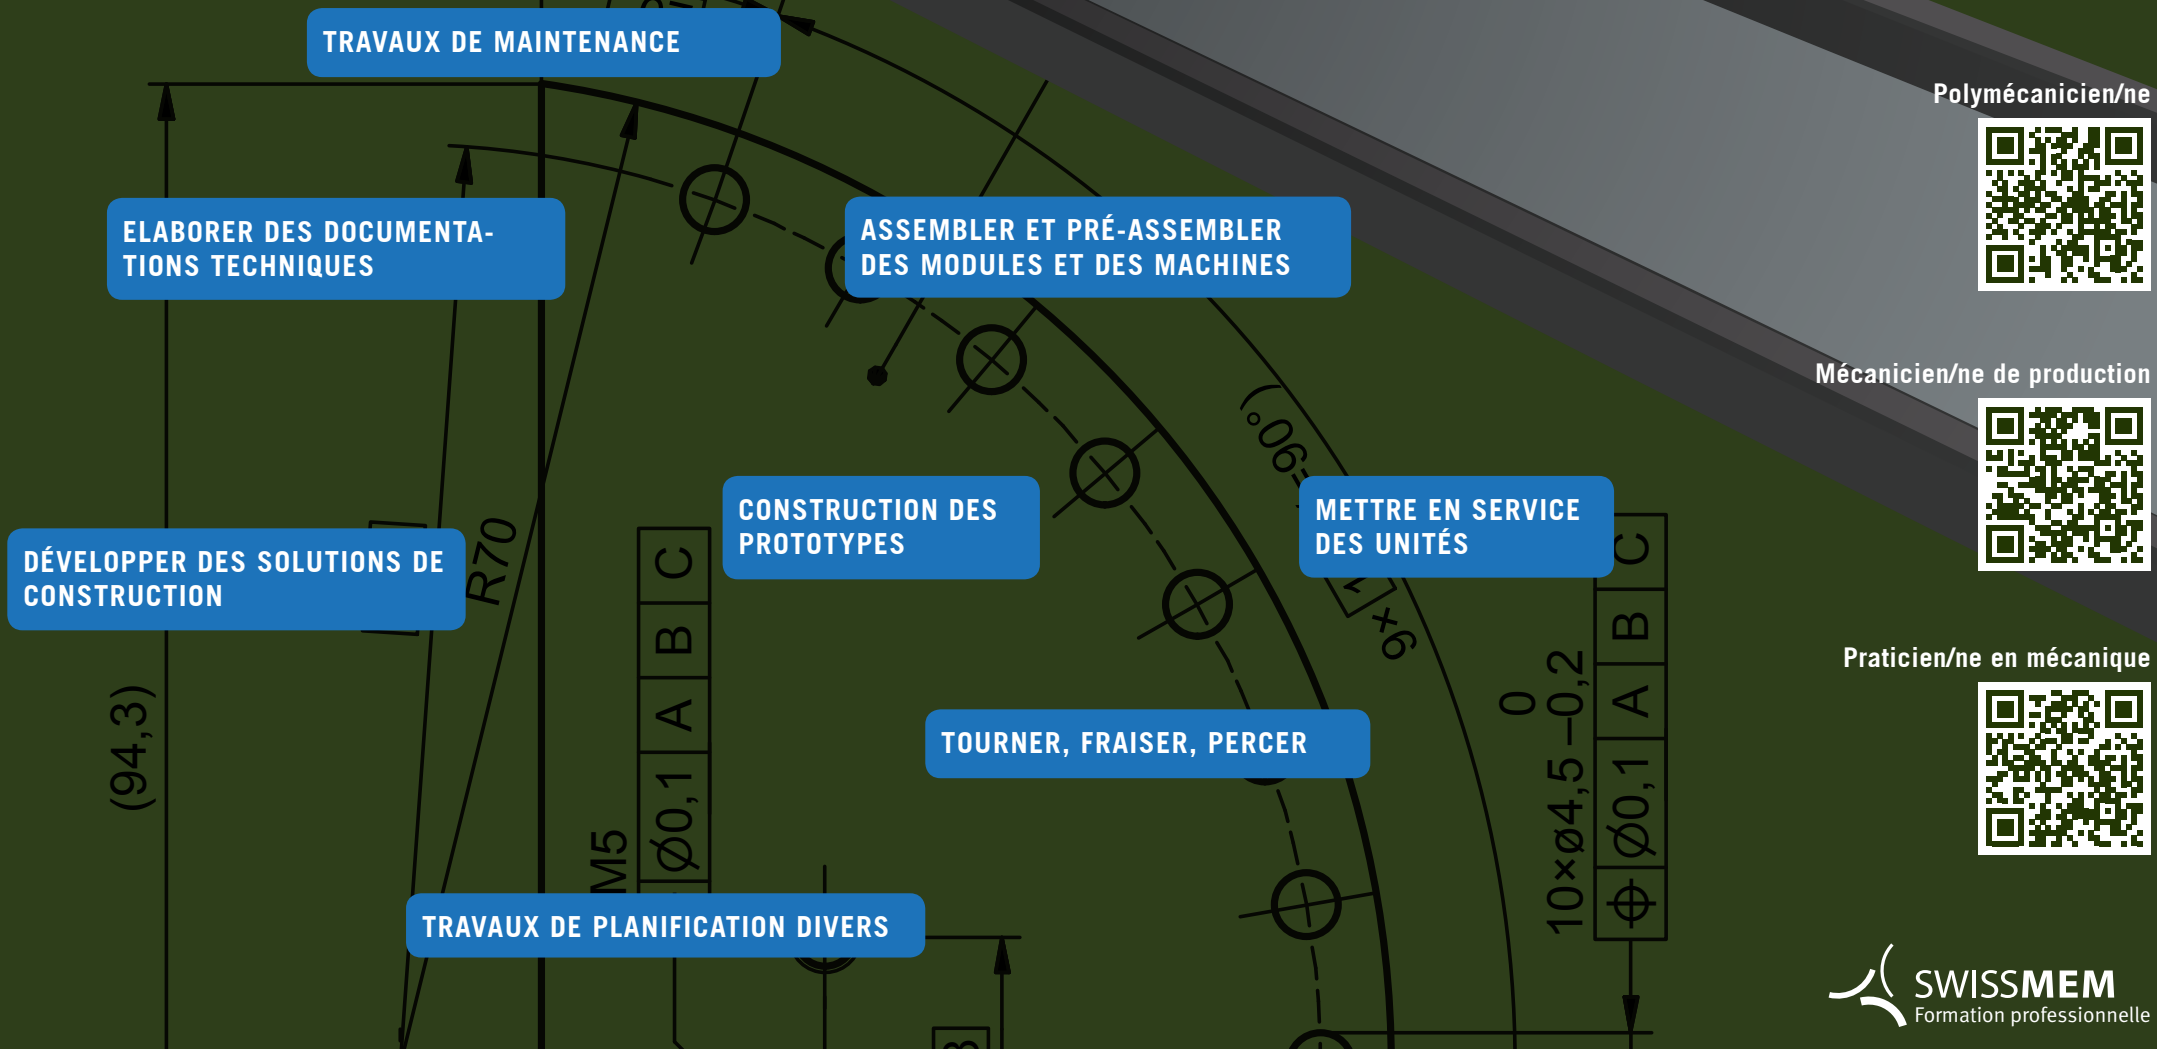 TRAVAUX DE MAINTENANCE
Polymécanicien/ne
ELABORER DES DOCUMENTA-
TIONS TECHNIQUES
ASSEMBLER ET PRÉ-ASSEMBLER
DES MODULES ET DES MACHINES
Mécanicien/ne de production
CONSTRUCTION DES
PROTOTYPES
METTRE EN SERVICE
DES UNITÉS
DÉVELOPPER DES SOLUTIONS DE
CONSTRUCTION
R70
C
B
A
Ø0,1
M5
C
B
A
Ø0,1
0
10×ø4,5 –0,2
9×
(94,3)
Praticien/ne en mécanique
TOURNER, FRAISER, PERCER
TRAVAUX DE PLANIFICATION DIVERS
SWISSMEM
Formation professionnelle